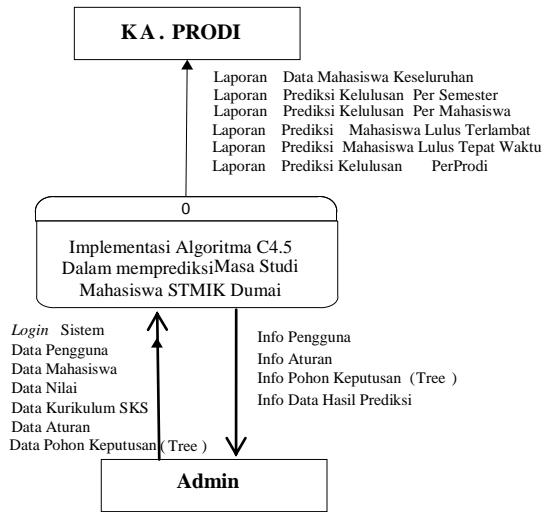 KA. PRODI
Laporan Data Mahasiswa Keseluruhan
Laporan Prediksi Kelulusan Per Semester
Laporan Prediksi Kelulusan Per Mahasiswa
Laporan Prediksi Mahasiswa Lulus Terlambat
Laporan Prediksi Mahasiswa Lulus Tepat Waktu
Laporan Prediksi Kelulusan PerProdi
0
Implementasi Algoritma C4.5
Dalam memprediksiMasa Studi
Mahasiswa STMIK Dumai
Login Sistem
Data Pengguna
Data Mahasiswa
Data Nilai
Data Kurikulum SKS
Data Aturan
Data Pohon Keputusan (Tree )
Info Pengguna
Info Aturan
Info Pohon Keputusan (Tree )
Info Data Hasil Prediksi
Admin